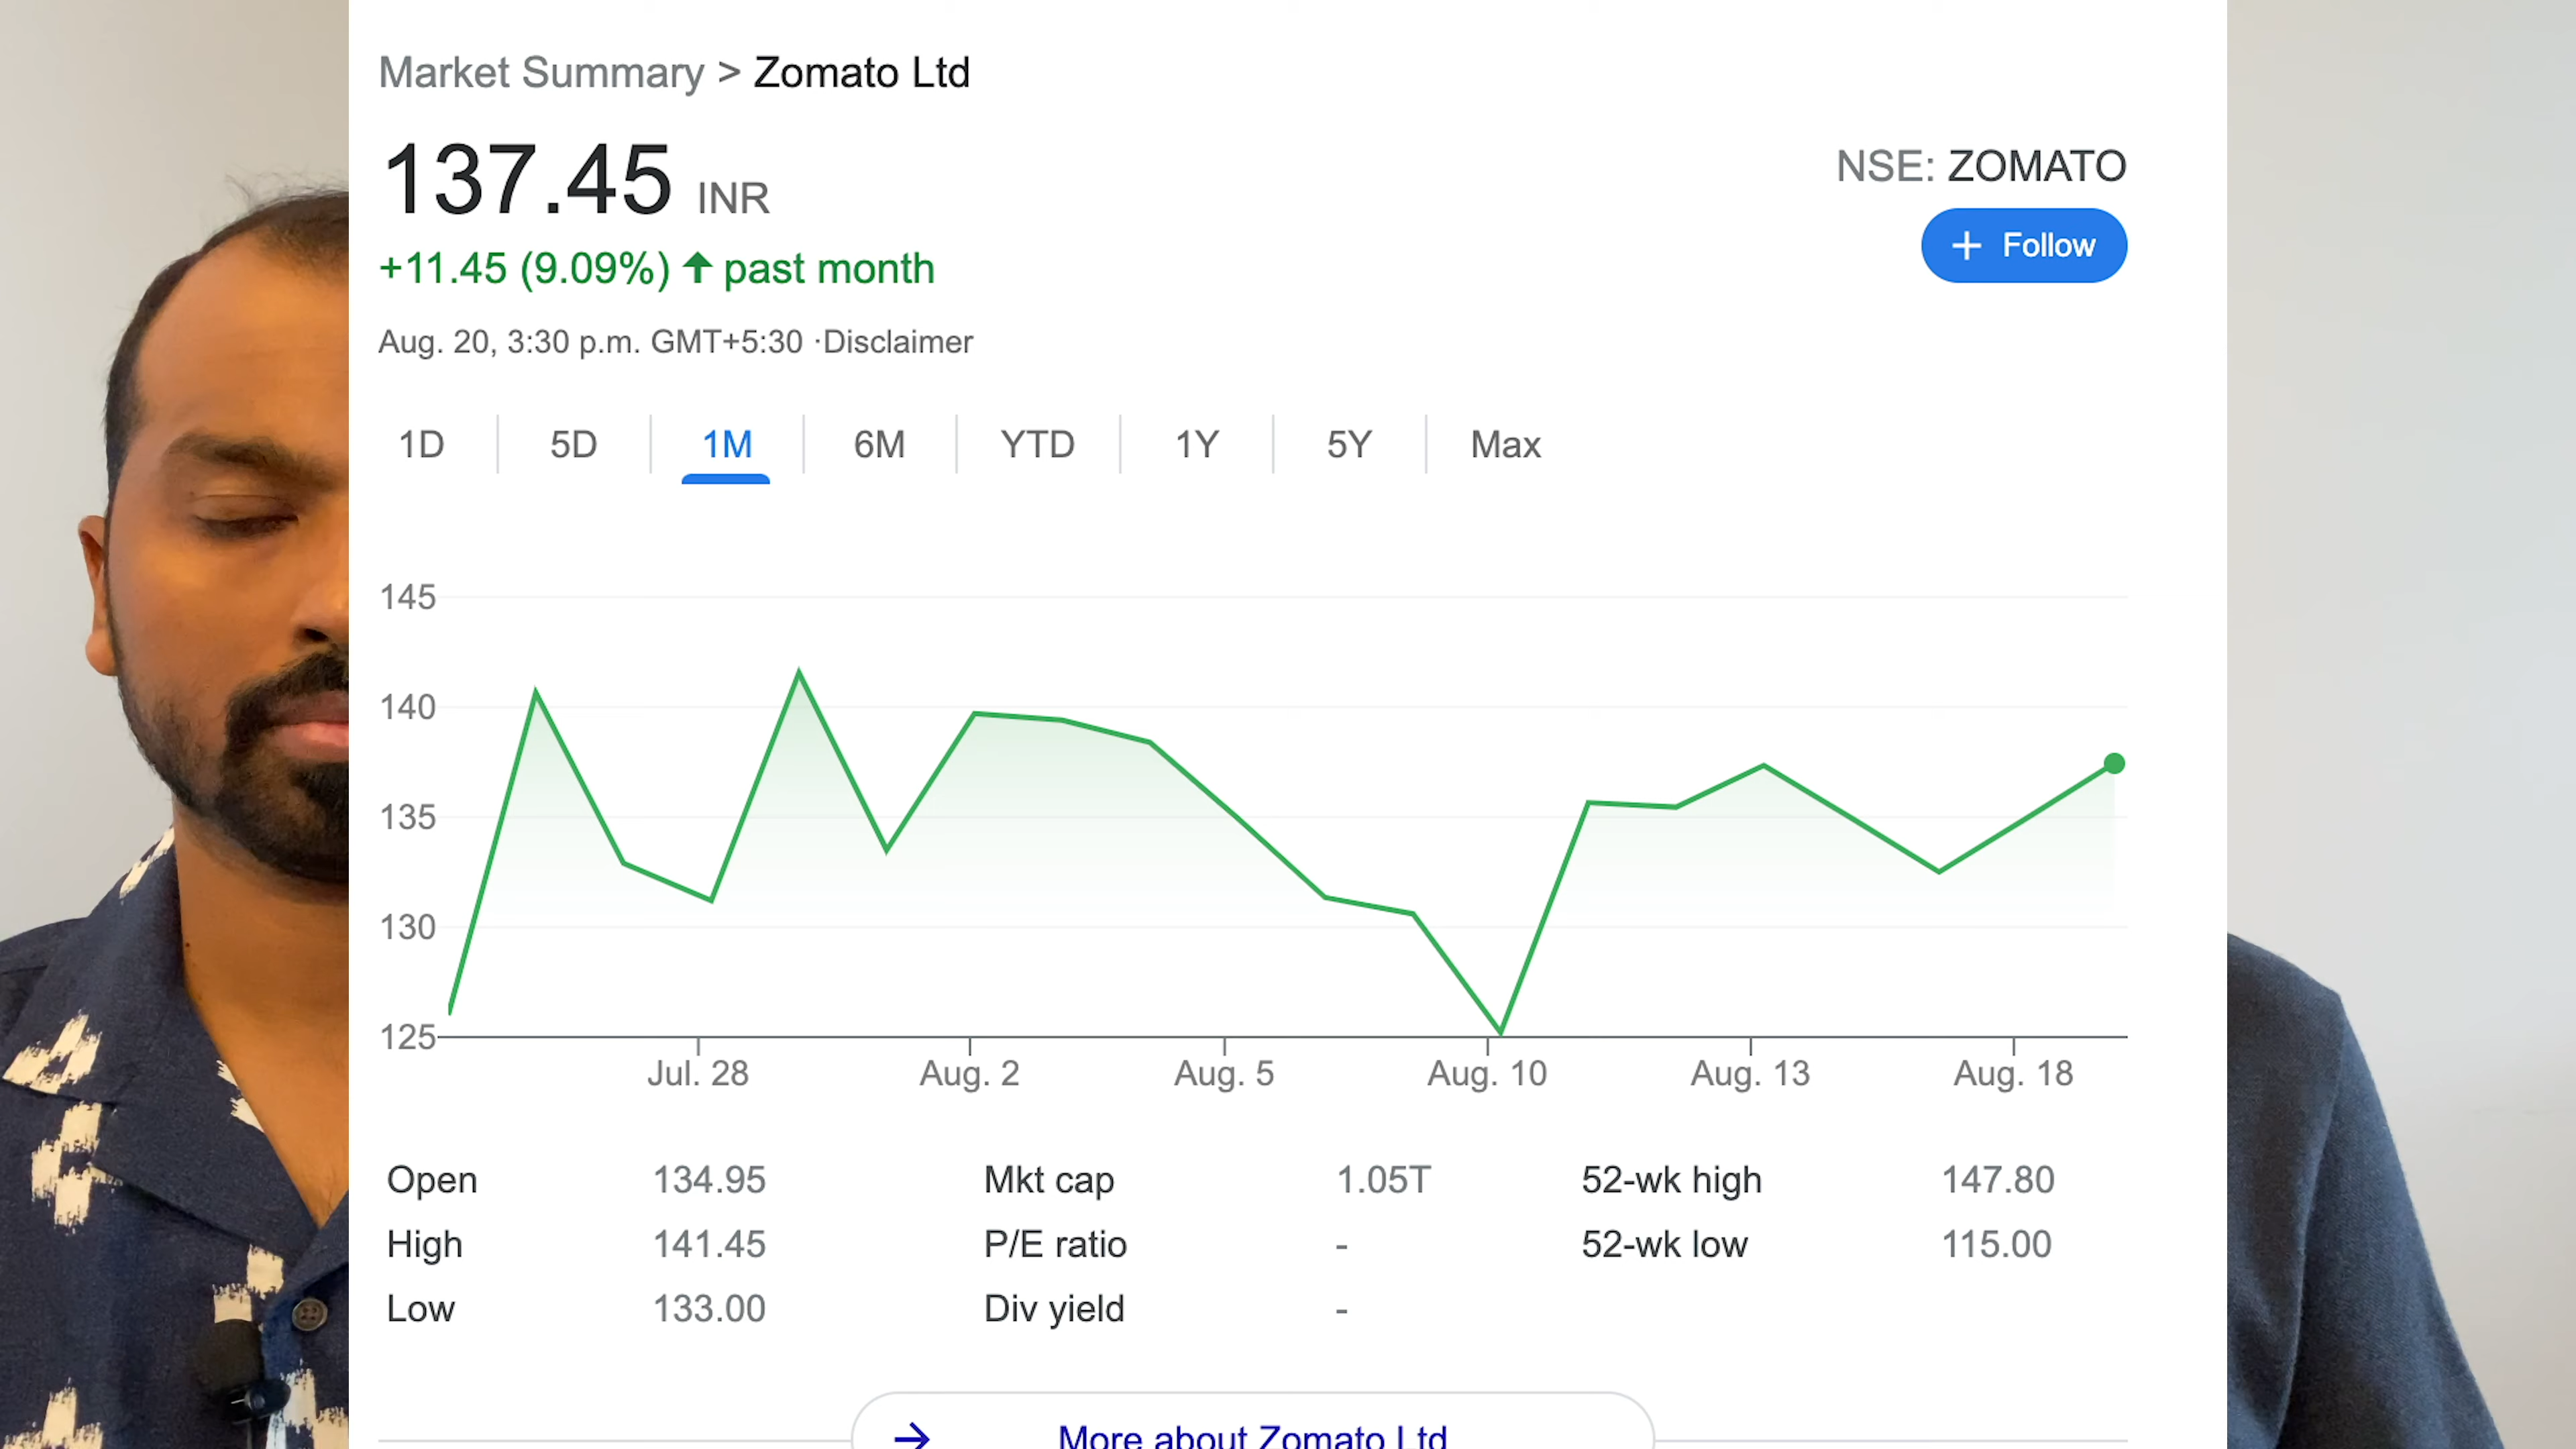 Market Summary > Zomato Ltd
137.45 INR
NSE: ZOMATO
+ Follow
+11.45 (9.09%) ↑ past month
Aug. 20, 3:30 p.m. GMT+5:30 ·Disclaimer
1D 5D 1M 6M YTD 1Y 5Y Max
145
140
135
130
125
Jul. 28 Aug. 2 Aug. 5 Aug. 10 Aug. 13 Aug. 18
Open 134.95 Mkt cap 1.05T 52-wk high 147.80
High 141.45 P/E ratio - 52-wk low 115.00
Low 133.00 Div yield -
→ More about Zomato Ltd